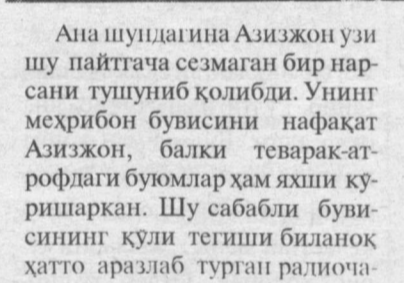 Ана шундагина Азизжон ўзи
шу пайтгача сезмаган бир нар-
сани тушуниб қолибди. Унинг
меҳрибон бувисини нафақат
Азизжон, балки теварак-ат-
рофдаги буюмлар ҳам яхши кў-
ришаркан. Шу сабабли буви-
сининг қўли тегиши биланоқ
ҳатто аразлаб турган радиоча-